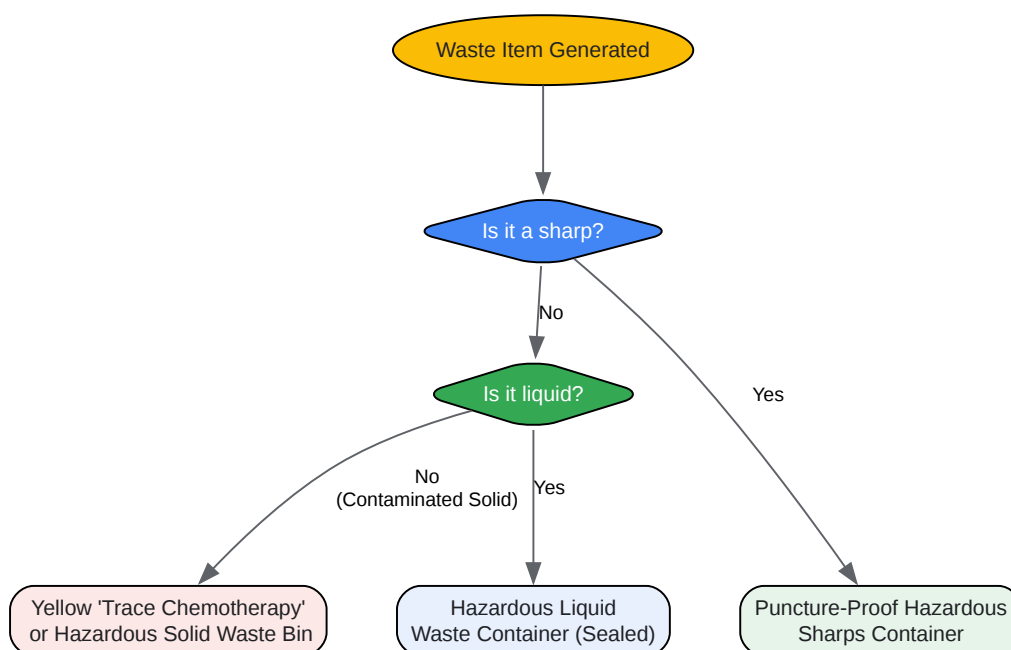 Waste Item Generated
Is it a sharp?
No
Is it liquid?
Yes
No
(Contaminated Solid)
Yes
Yellow 'Trace Chemotherapy'
or Hazardous Solid Waste Bin
Hazardous Liquid
Waste Container (Sealed)
Puncture-Proof Hazardous
Sharps Container